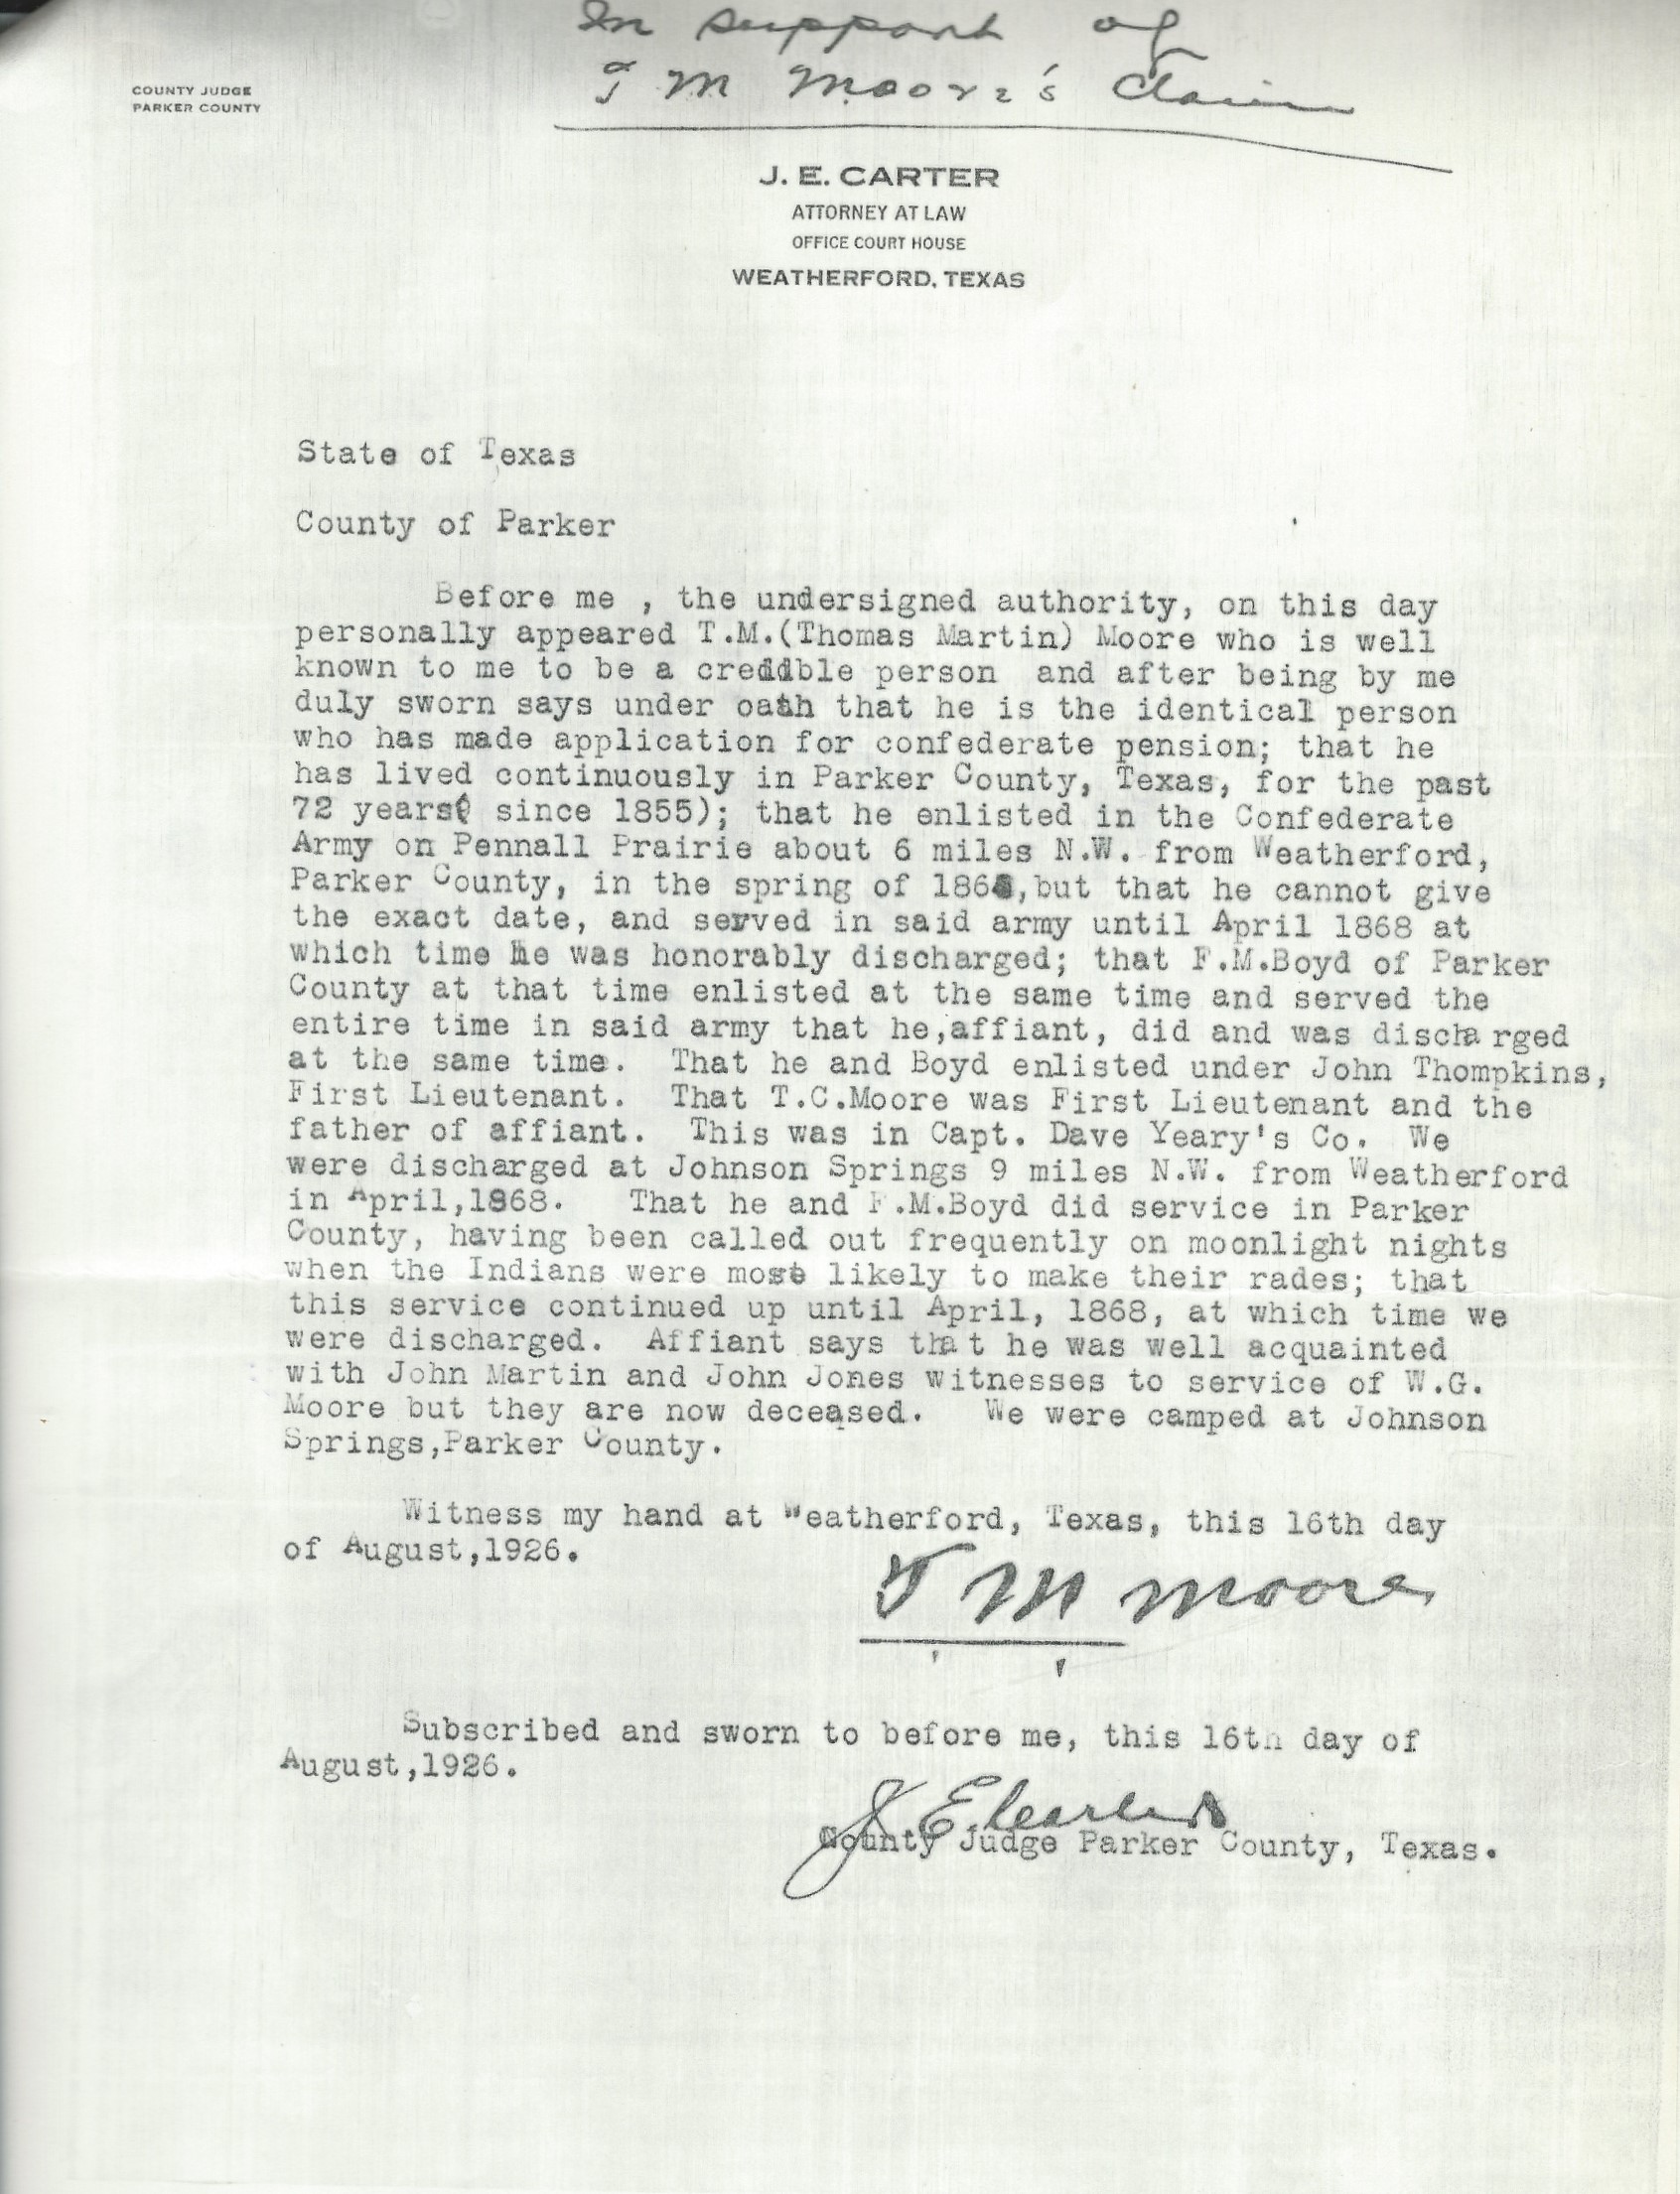 In support of
T M Moore's Claim
COUNTY JUDGE
PARKER COUNTY
J. E. CARTER
ATTORNEY AT LAW
OFFICE COURT HOUSE
WEATHERFORD, TEXAS
State of Texas
County of Parker
Before me , the undersigned authority, on this day
personally appeared T.M.(Thomas Martin) Moore who is well
known to me to be a credible person and after being by me
duly sworn says under oath that he is the identical person
who has made application for confederate pension; that he
has lived continuously in Parker County, Texas, for the past
72 years( since 1855); that he enlisted in the Confederate
Army on Pennall Prairie about 6 miles N.W. from Weatherford,
Parker County, in the spring of but that he cannot give
the exact date, and served in said army until April 1868 at
which time he was honorably discharged; that F.M.Boyd of Parker
County at that time enlisted at the same time and served the
entire time in said army that he,affiant, did and was discharged
at the same time. That he and Boyd enlisted under John Thompkins,
First Lieutenant. That T.C.Moore was First Lieutenant and the
father of affiant. This was in Capt. Dave Yeary's Co. We
were discharged at Johnson Springs 9 miles N.W. from Weatherford
in April,1868. That he and F.M.Boyd did service in Parker
County, having been called out frequently on moonlight nights
when the Indians were most likely to make their rades; that
this service continued up until April, 1868, at which time we
were discharged. Affiant says that he was well acquainted
with John Martin and John Jones witnesses to service of W.G.
Moore but they are now deceased. We were camped at Johnson
Springs,Parker County.
Witness my hand at Weatherford, Texas, this 16th day
of August,1926.
T M Moore
Subscribed and sworn to before me, this 16th day of
August,1926.
J. E. Carter
County Judge Parker County, Texas.